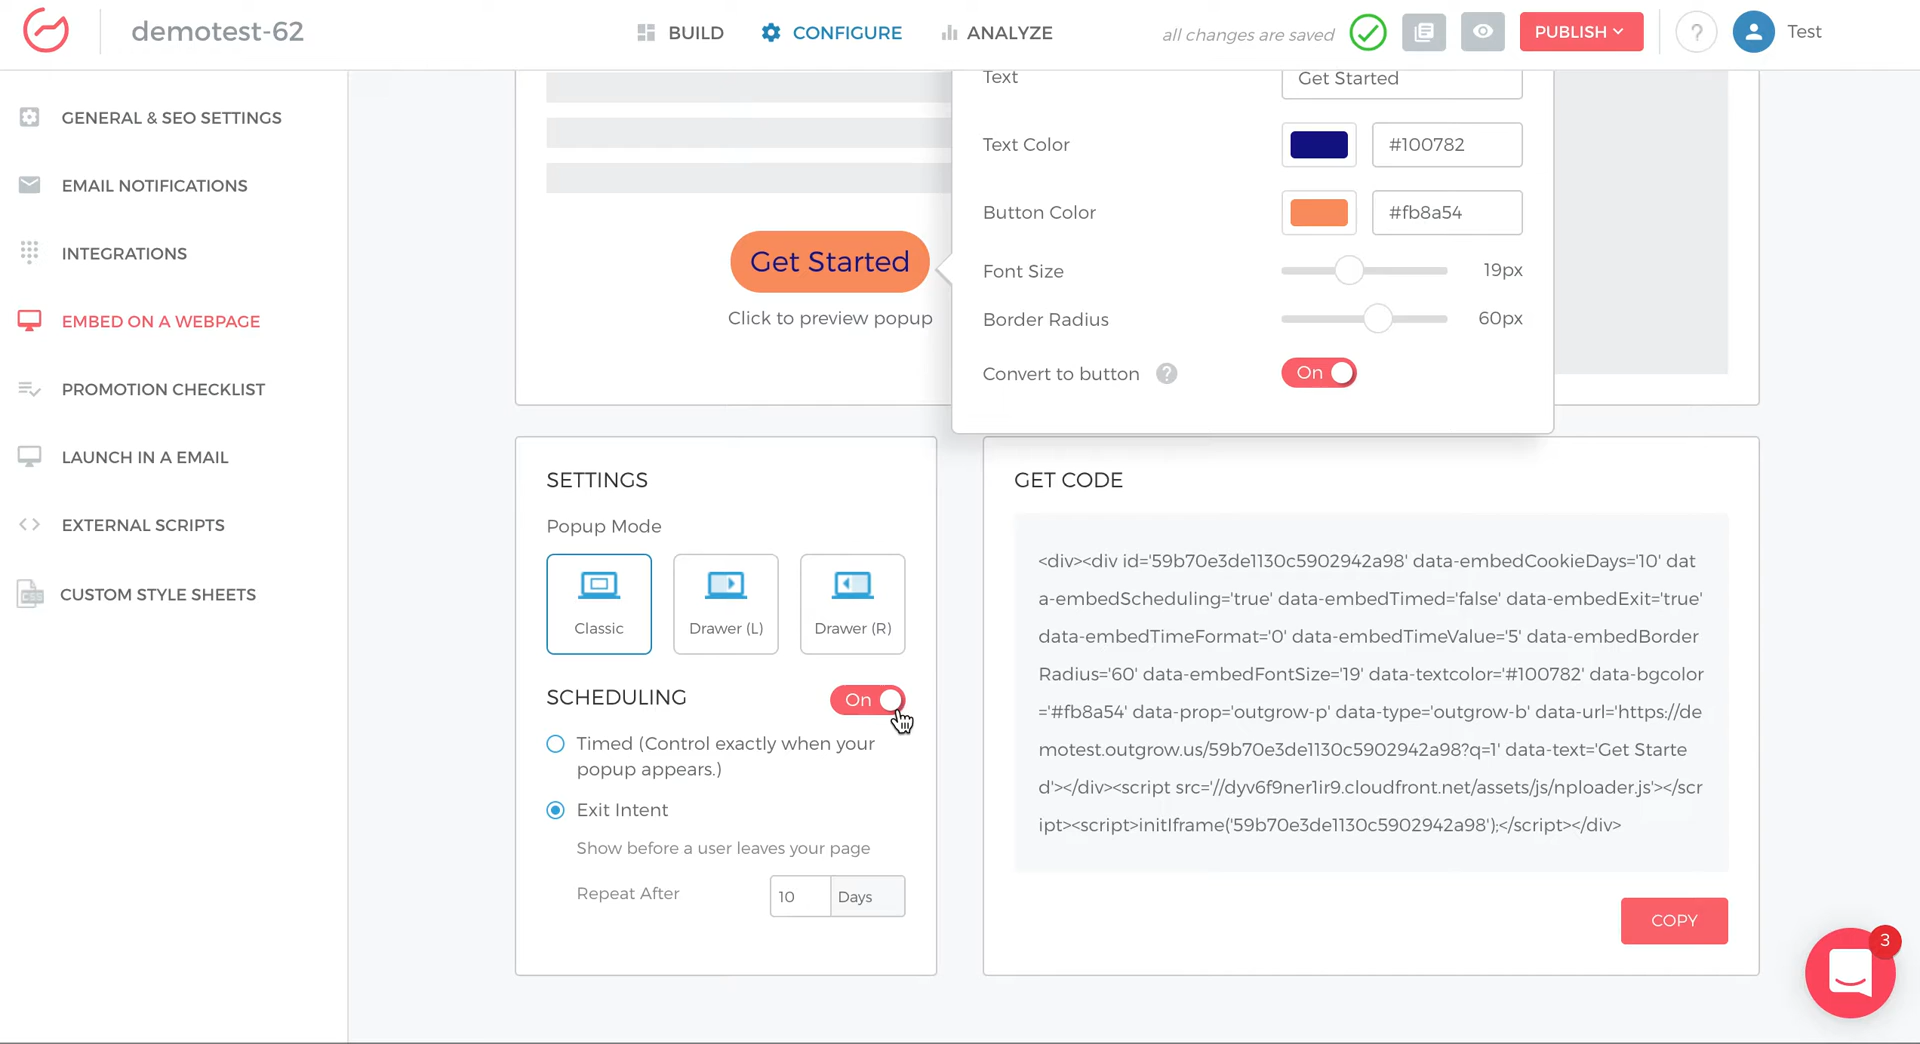 demotest-62
BUILD
CONFIGURE
ANALYZE
all changes are saved
PUBLISH
?
Test
GENERAL & SEO SETTINGS
EMAIL NOTIFICATIONS
INTEGRATIONS
EMBED ON A WEBPAGE
PROMOTION CHECKLIST
LAUNCH IN A EMAIL
EXTERNAL SCRIPTS
CSS
CUSTOM STYLE SHEETS
Get Started
Click to preview popup
Text
Get Started
Text Color
#100782
Button Color
#fb8a54
Font Size
19px
Border Radius
60px
Convert to button
?
On
SETTINGS
Popup Mode
Classic
Drawer (L)
Drawer (R)
SCHEDULING
On
Timed (Control exactly when your
popup appears.)
Exit Intent
Show before a user leaves your page
Repeat After
10
Days
GET CODE
<div><div id='59b70e3de1130c5902942a98' data-embedCookieDays='10' dat
a-embedScheduling='true' data-embedTimed='false' data-embedExit='true'
data-embedTimeFormat='0' data-embedTimeValue='5' data-embedBorder
Radius='60' data-embedFontSize='19' data-textcolor='#100782' data-bgcolor
='#fb8a54' data-prop='outgrow-p' data-type='outgrow-b' data-url='https://de
motest.outgrow.us/59b70e3de1130c5902942a98?q=1' data-text='Get Starte
d'></div><script src='//dyv6f9ner1ir9.cloudfront.net/assets/js/nploader.js'></scr
ipt><script>initIframe('59b70e3de1130c5902942a98');</script></div>
COPY
3